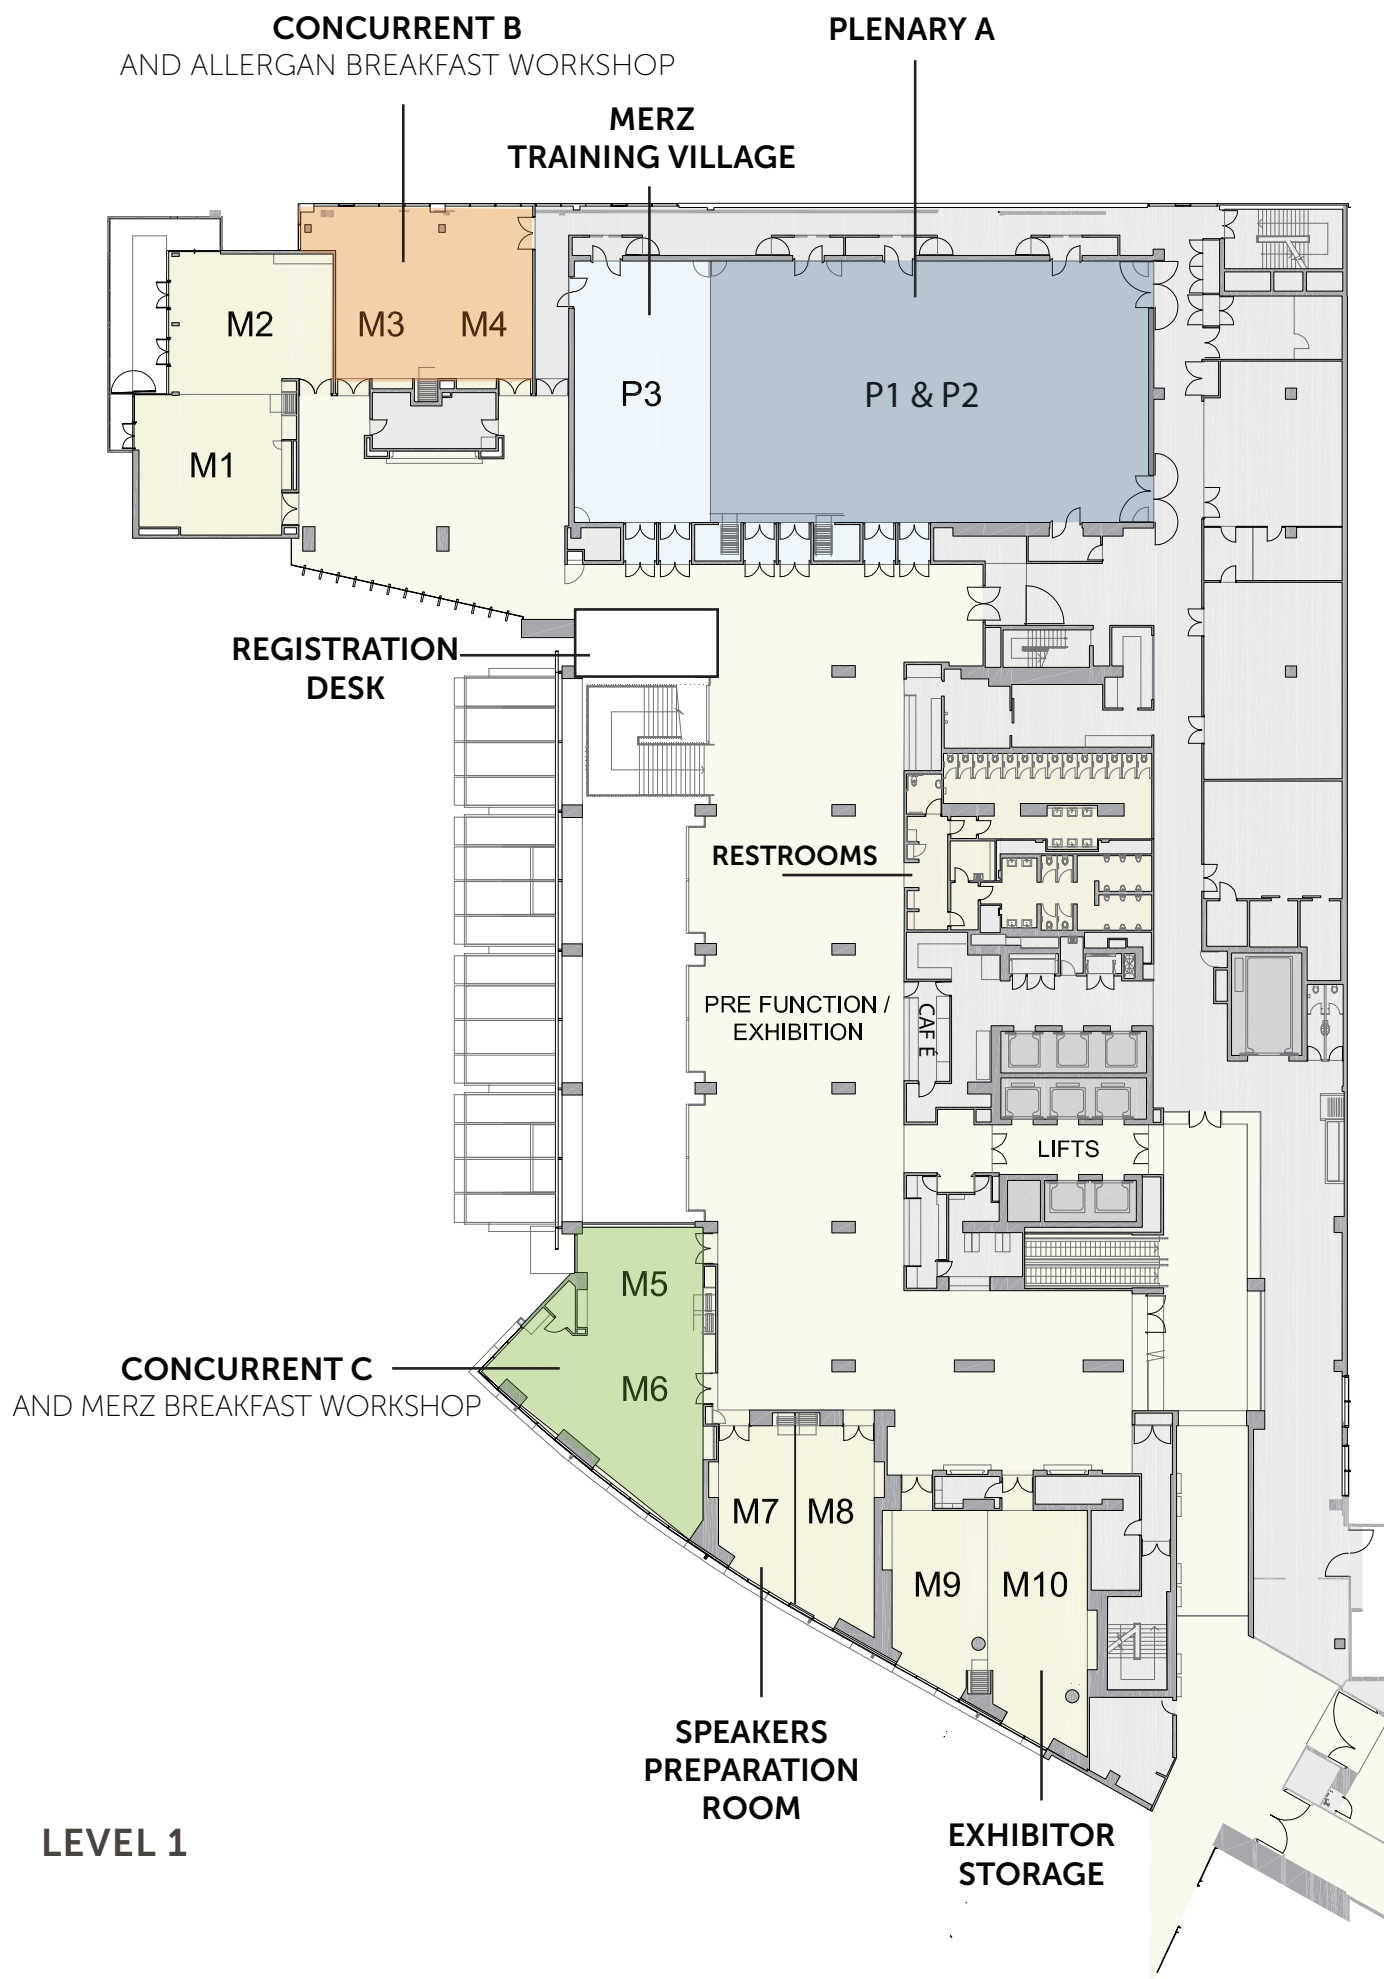 CONCURRENT B
AND ALLERGAN BREAKFAST WORKSHOP
PLENARY A
MERZ
TRAINING VILLAGE
M2
M3
M4
P3
P1 & P2
M1
REGISTRATION
DESK
RESTROOMS
PRE FUNCTION /
EXHIBITION
CAFÉ
LIFTS
M5
CONCURRENT C
AND MERZ BREAKFAST WORKSHOP
M6
M7
M8
M9
M10
SPEAKERS
PREPARATION
ROOM
LEVEL 1
EXHIBITOR
STORAGE